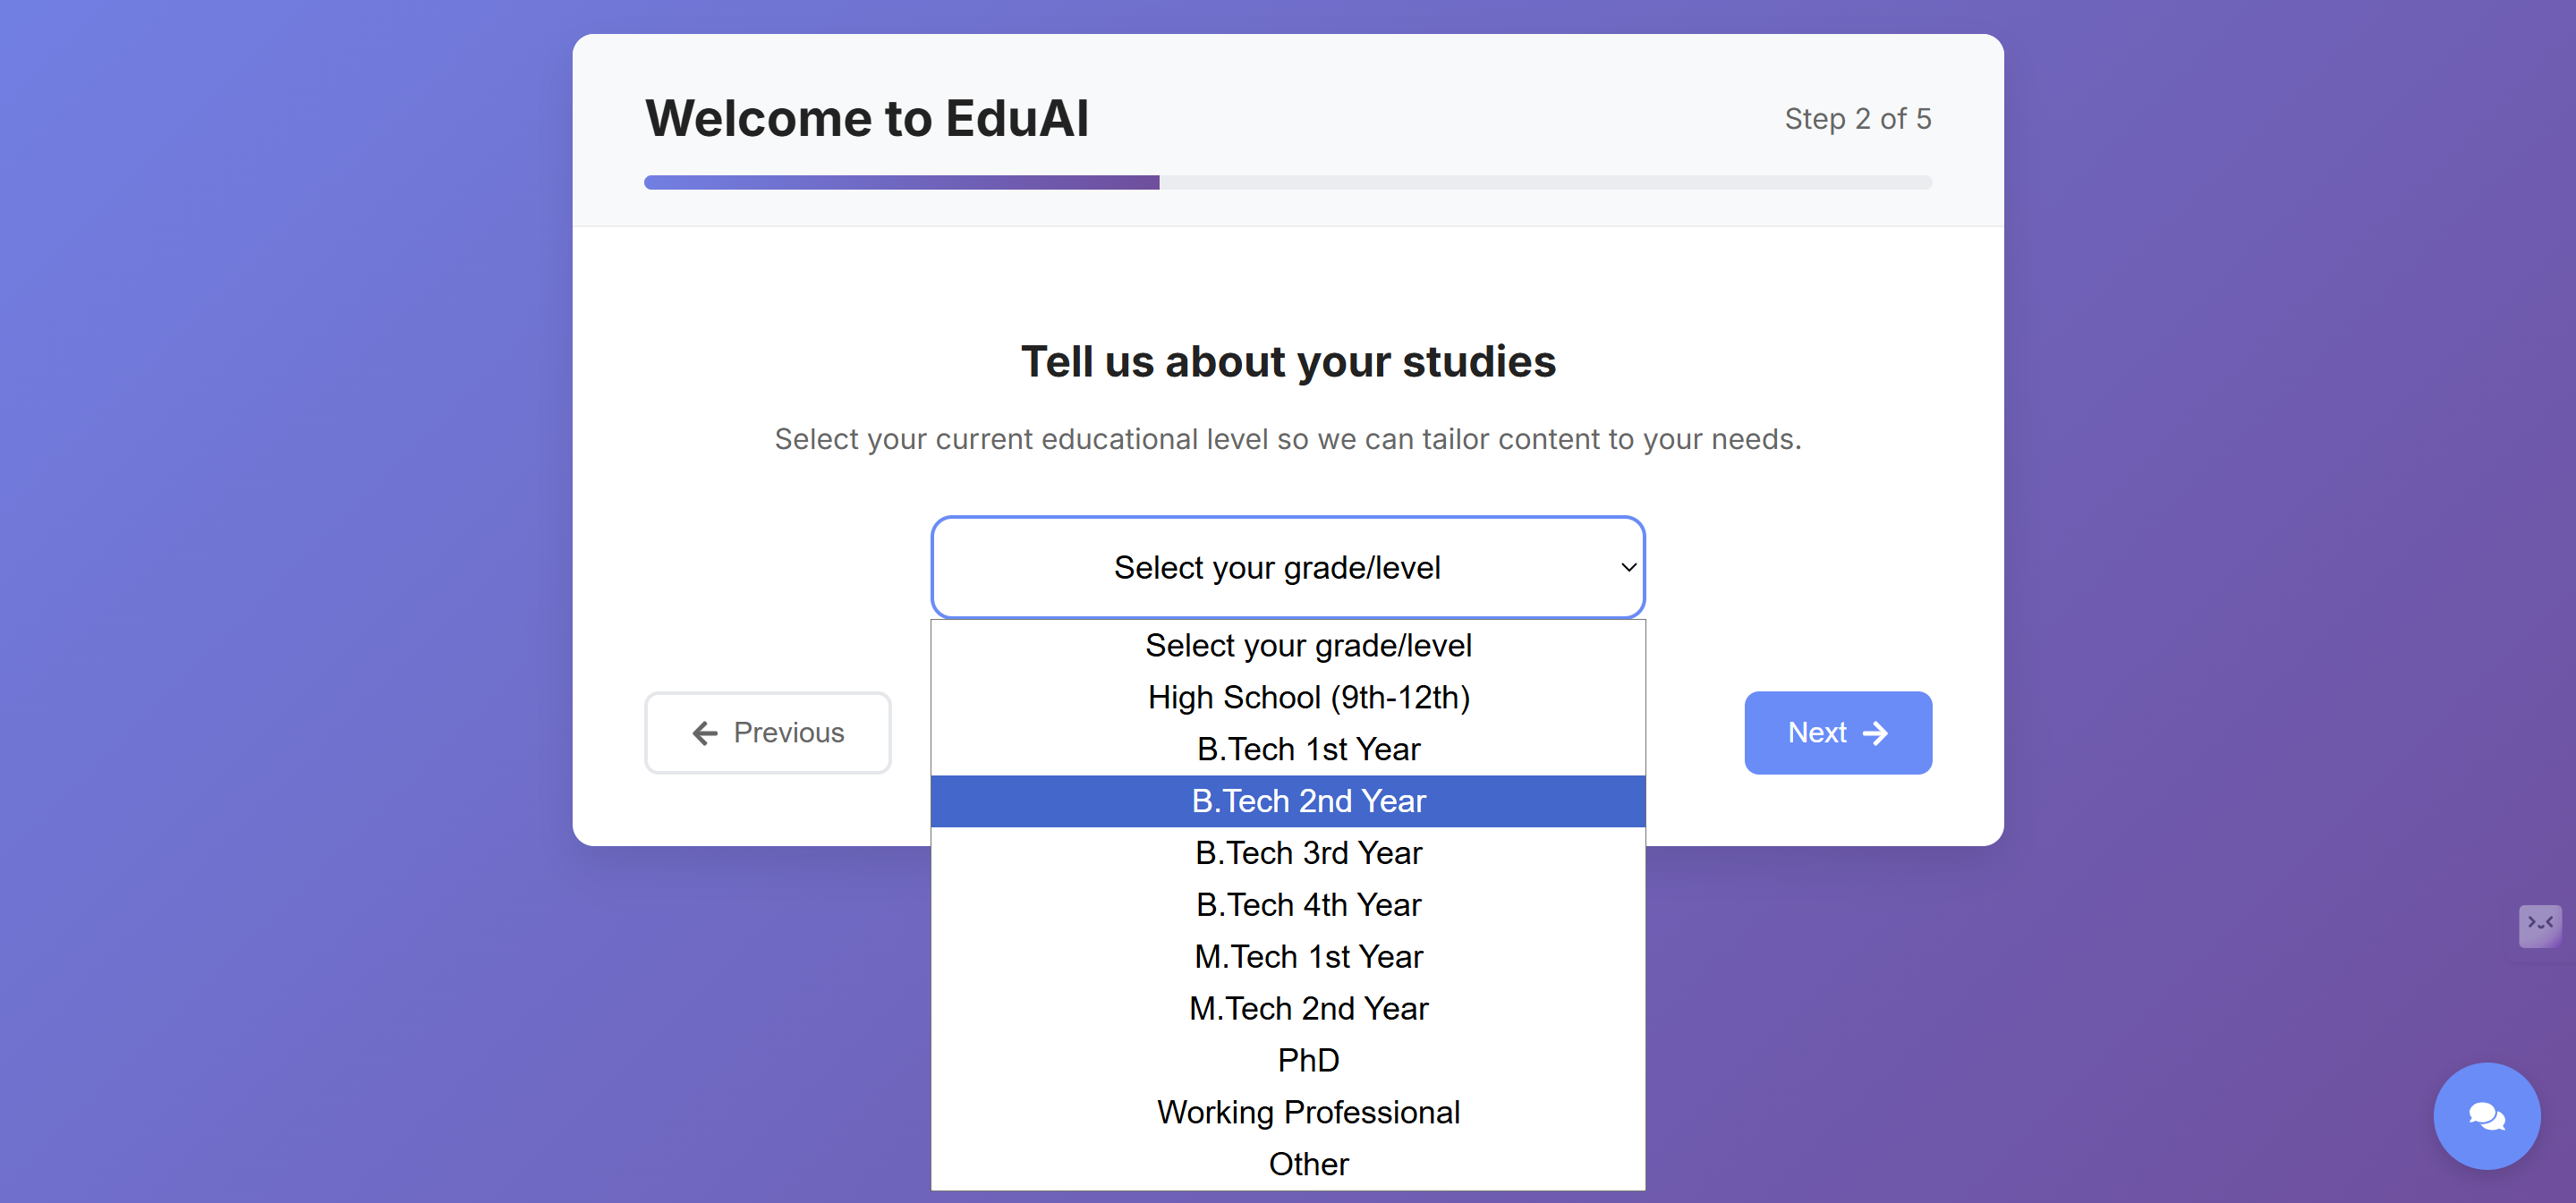 Welcome to EduAI
Step 2 of 5
Tell us about your studies
Select your current educational level so we can tailor content to your needs.
Select your grade/level
Select your grade/level
High School (9th-12th)
B.Tech 1st Year
B.Tech 2nd Year
B.Tech 3rd Year
B.Tech 4th Year
M.Tech 1st Year
M.Tech 2nd Year
PhD
Working Professional
Other
Previous
Next